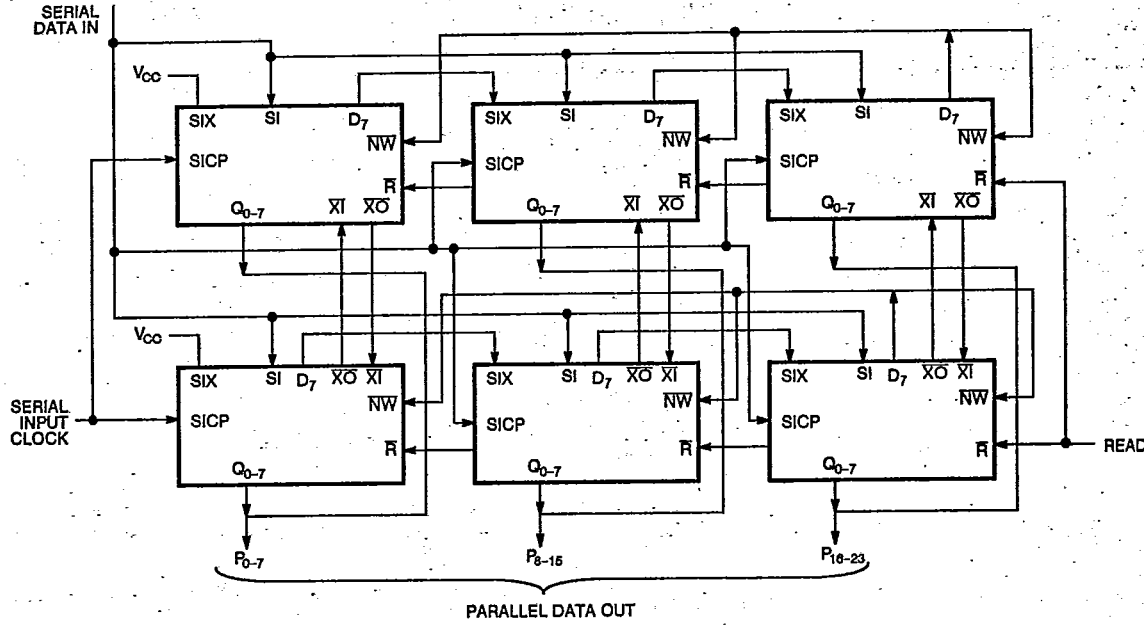 SERIAL
DATA IN
VCC
SIX SI D7
NW
SICP
R
Q0–7 XI XO
SIX SI D7
NW
SICP
R
Q0–7 XI XO
SIX SI D7
NW
SICP
R
Q0–7 XI XO
VCC
SIX SI D7 XO XI
NW
SICP
R
Q0–7
SIX SI D7 XO XI
NW
SICP
R
Q0–7
SIX SI D7 XO XI
NW
SICP
R
Q0–7
SERIAL
INPUT
CLOCK
READ
P0–7
P8–15
P16–23
PARALLEL DATA OUT